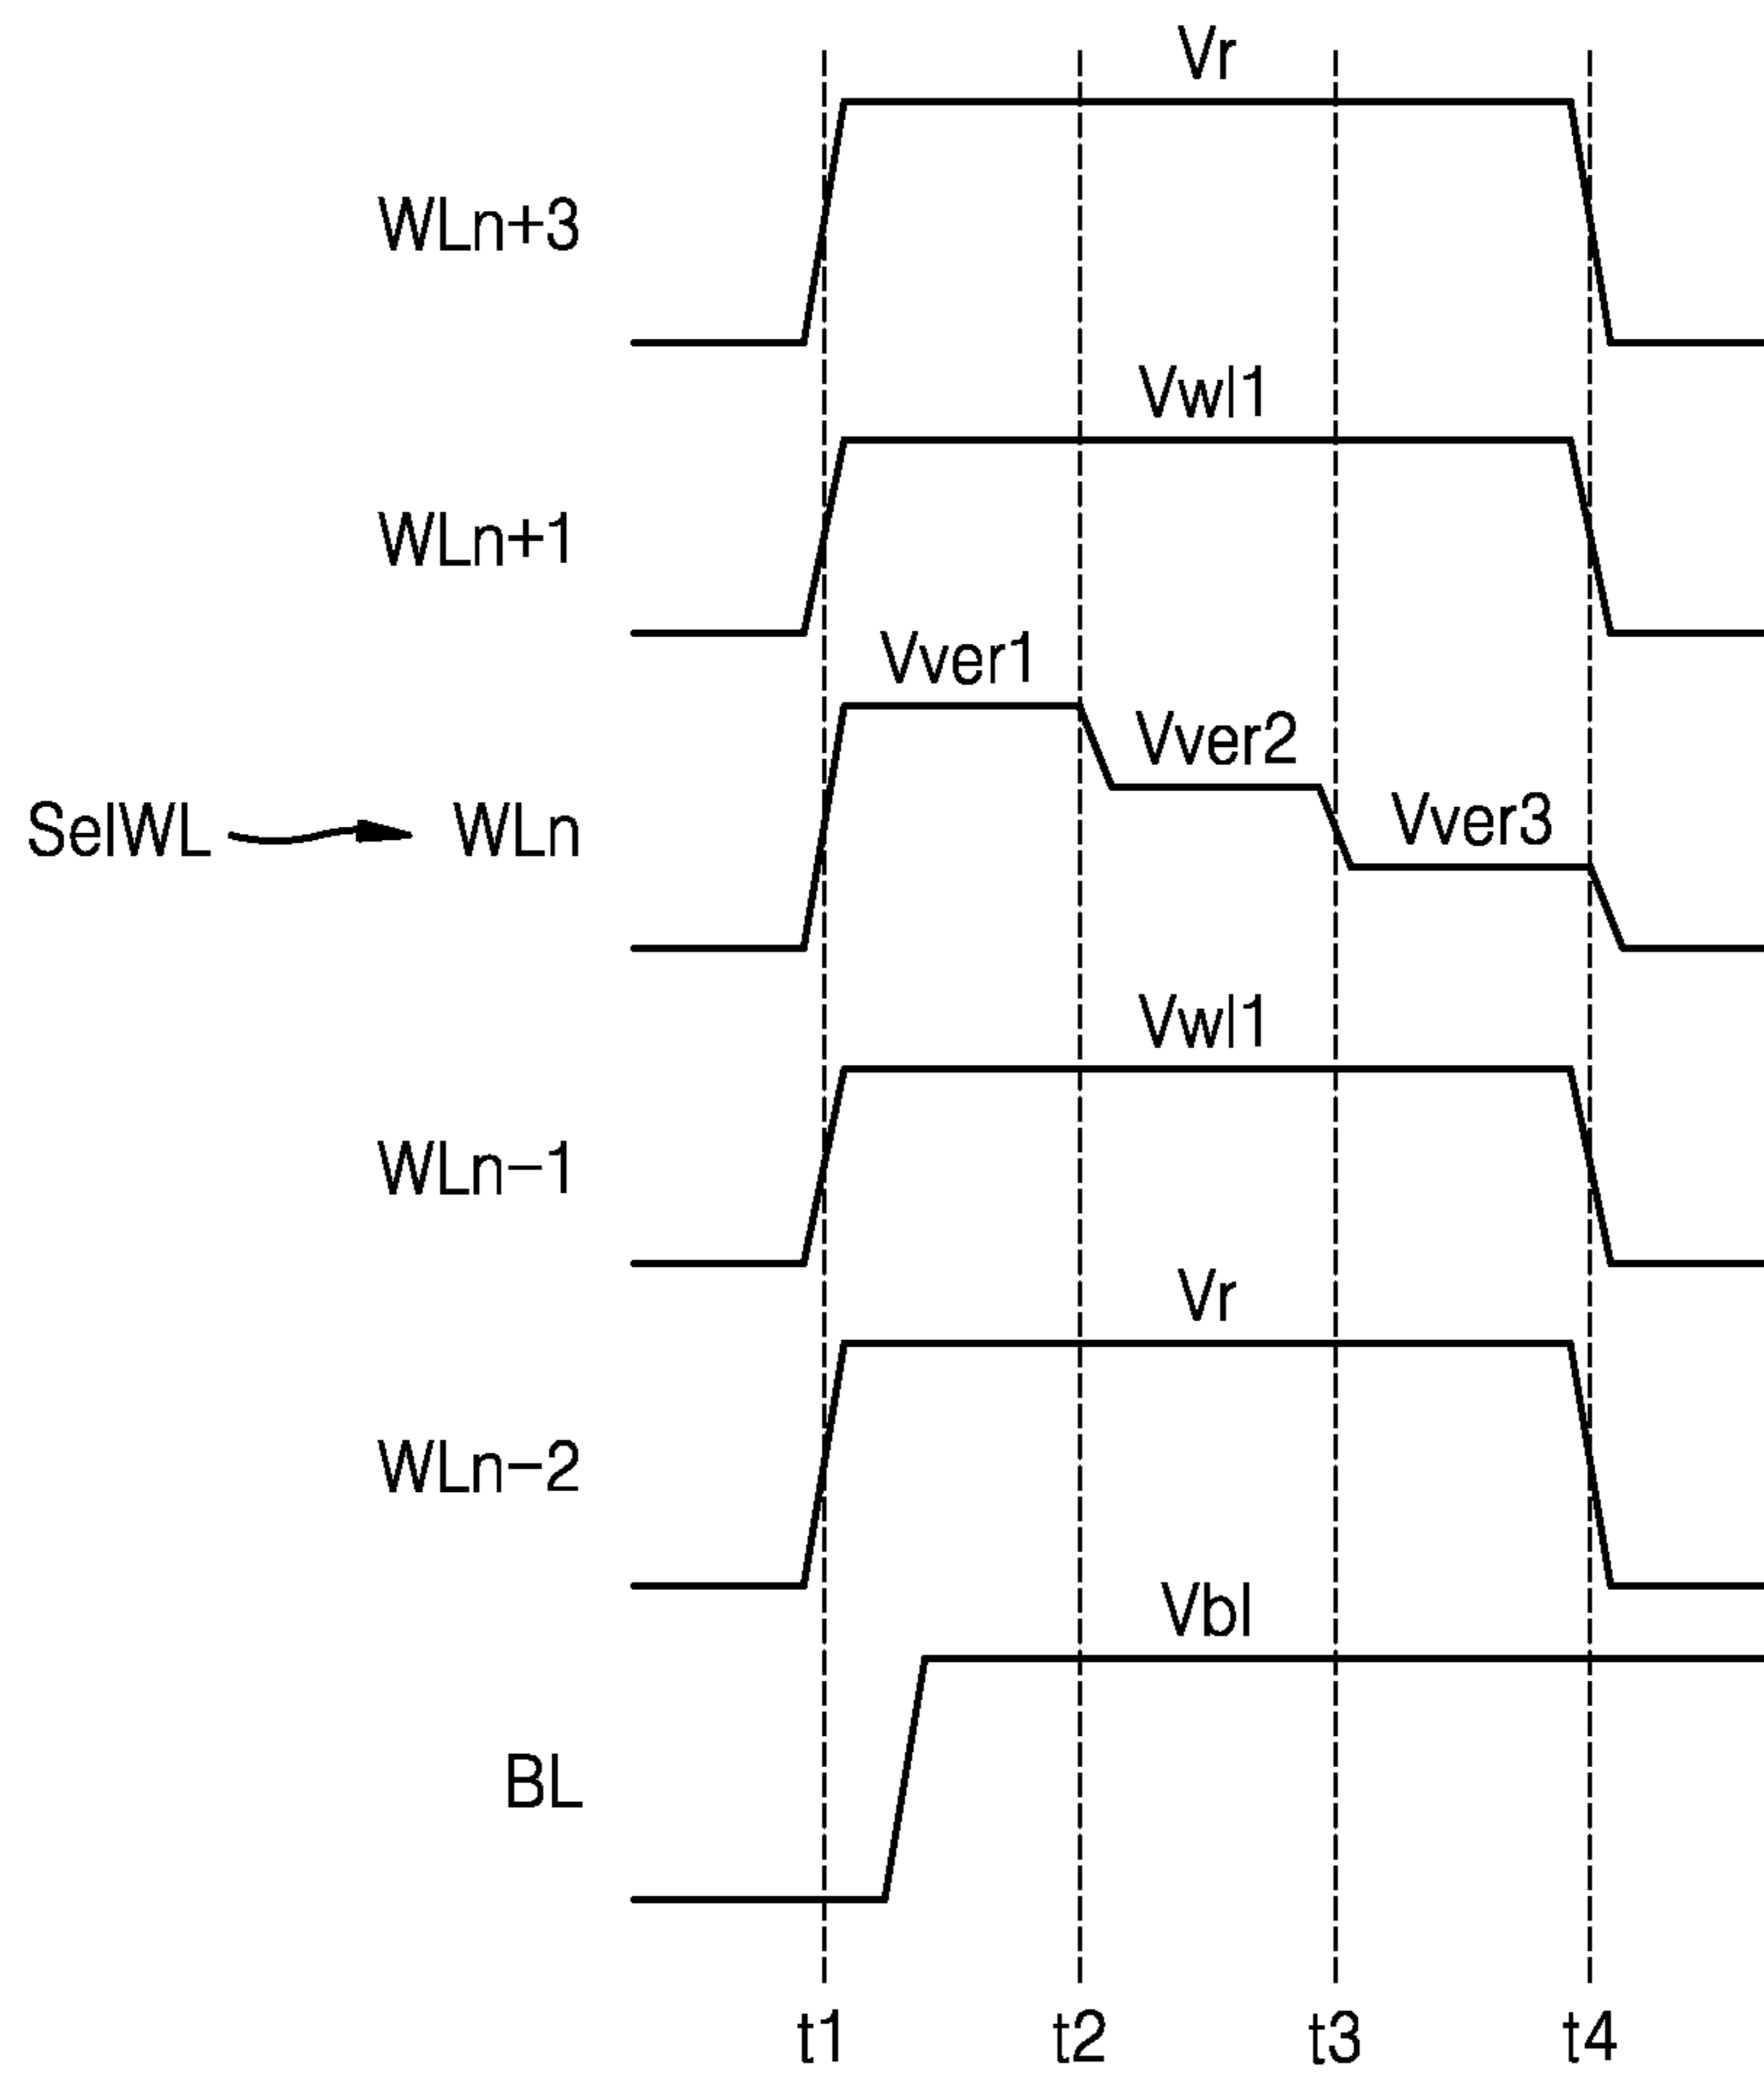 Vr
WLn+3
Vwl1
WLn+1
Vver1
Vver2
Vver3
SelWL WLn
Vwl1
WLn-1
Vr
WLn-2
Vbl
BL
t1 t2 t3 t4